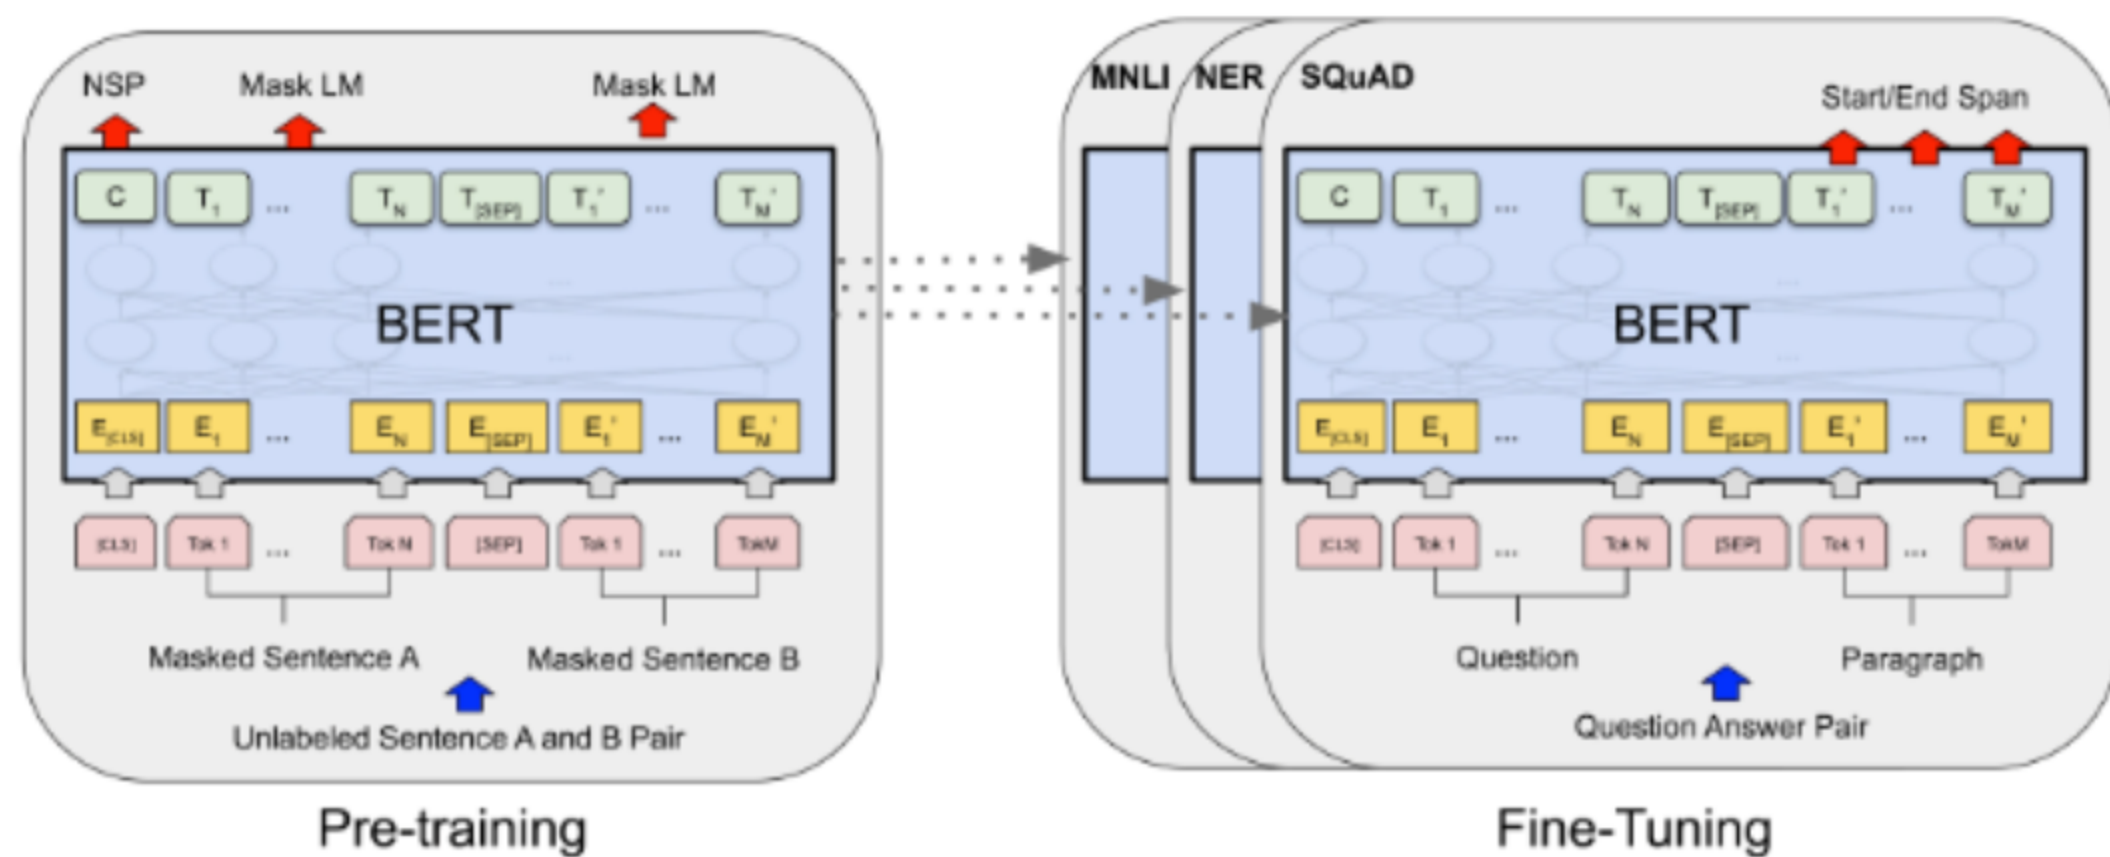 NSP Mask LM Mask LM
C T1 ... TN T[SEP] T1' ... TM'
BERT
E[CLS] E1 ... EN E[SEP] E1' ... EM'
[CLS] Tok 1 ... Tok N [SEP] Tok 1 ... TokM
Masked Sentence A Masked Sentence B
Unlabeled Sentence A and B Pair
Pre-training
MNLI NER SQuAD
Start/End Span
C T1 ... TN T[SEP] T1' ... TM'
BERT
E[CLS] E1 ... EN E[SEP] E1' ... EM'
[CLS] Tok 1 ... Tok N [SEP] Tok 1 ... TokM
Question Paragraph
Question Answer Pair
Fine-Tuning